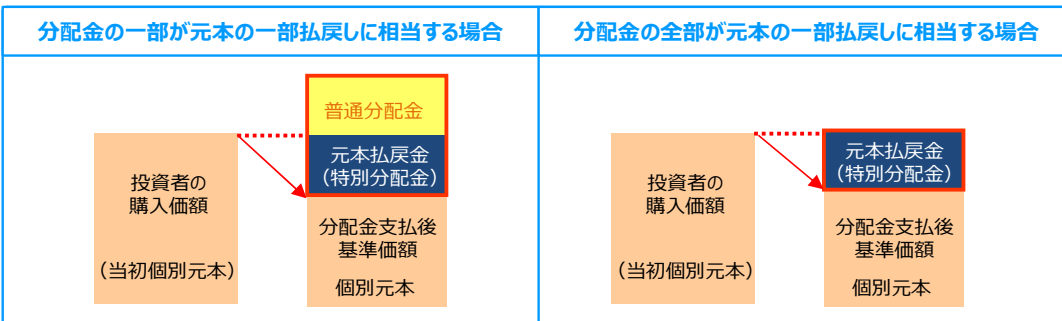 分配金の一部が元本の一部払戻しに相当する場合
分配金の全部が元本の一部払戻しに相当する場合
普通分配金
元本払戻金
(特別分配金)
投資者の
購入価額
(当初個別元本)
分配金支払後
基準価額
個別元本
元本払戻金
(特別分配金)
投資者の
購入価額
(当初個別元本)
分配金支払後
基準価額
個別元本